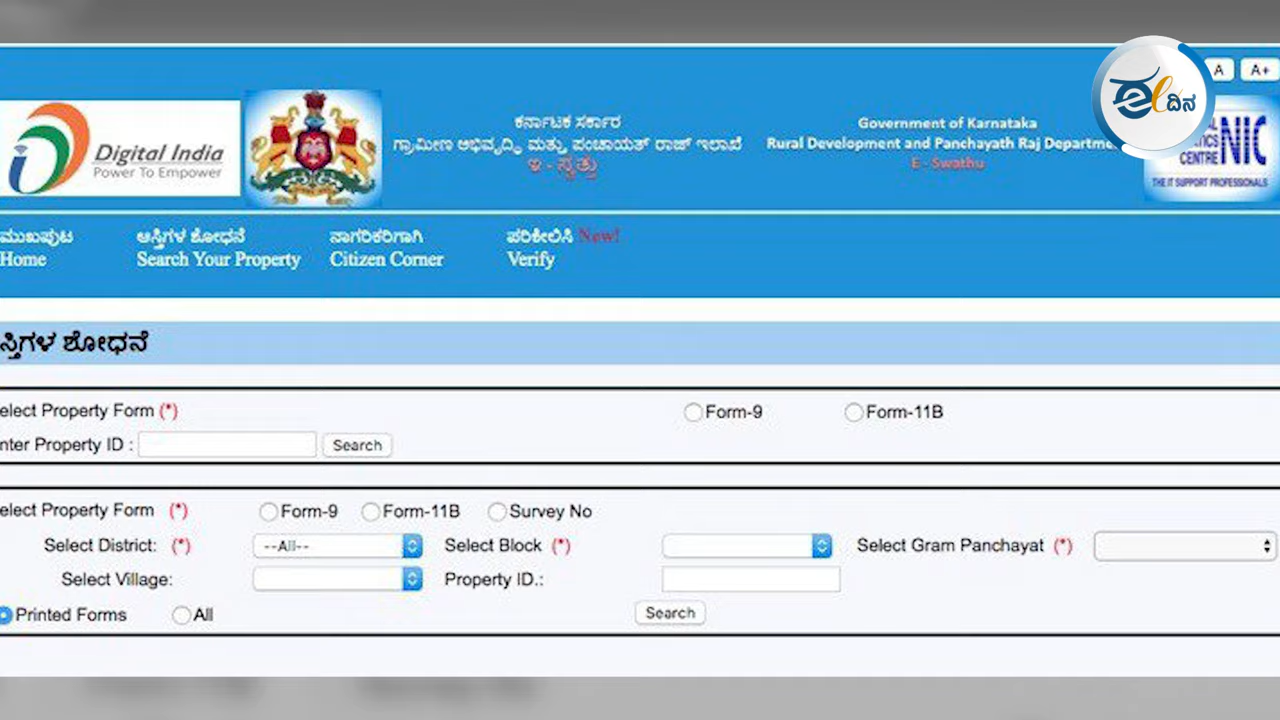 A A+
eಊದಿನ
Digital India
Power To Empower
ಕರ್ನಾಟಕ ಸರ್ಕಾರ
ಗ್ರಾಮೀಣ ಅಭಿವೃದ್ಧಿ ಮತ್ತು ಪಂಚಾಯತ್ ರಾಜ್ ಇಲಾಖೆ
ಇ - ಸ್ವತ್ತು
Government of Karnataka
Rural Development and Panchayath Raj Departme
E - Swathu
CENTRE NIC
THE IT SUPPORT PROFESSIONALS
ಮುಖಪುಟ ಆಸ್ತಿಗಳ ಶೋಧನೆ ನಾಗರಿಕರಿಗಾಗಿ ಪರಿಶೀಲಿಸಿ New!
Home Search Your Property Citizen Corner Verify
ಸ್ತಿಗಳ ಶೋಧನೆ
elect Property Form (*) Form-9 Form-11B
nter Property ID : Search
elect Property Form (*) Form-9 Form-11B Survey No
Select District: (*) --All-- Select Block (*) Select Gram Panchayat (*)
Select Village: Property ID.:
Printed Forms All Search